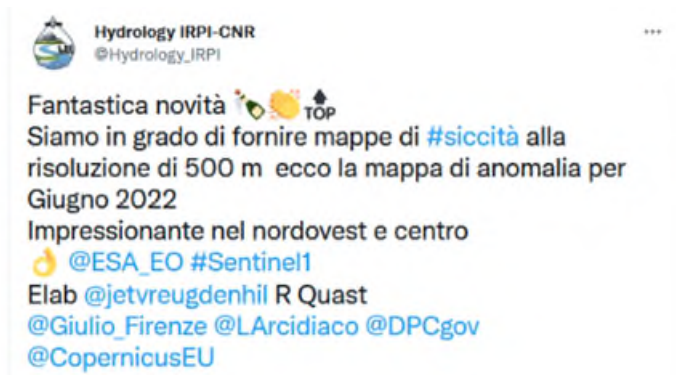 Hydrology IRPI-CNR
@Hydrology_IRPI
Fantastica novità 🍾👏🔝
Siamo in grado di fornire mappe di #siccità alla
risoluzione di 500 m ecco la mappa di anomalia per
Giugno 2022
Impressionante nel nordovest e centro
👌 @ESA_EO #Sentinel1
Elab @jetvreugdenhil R Quast
@Giulio_Firenze @LArcidiaco @DPCgov
@CopernicusEU